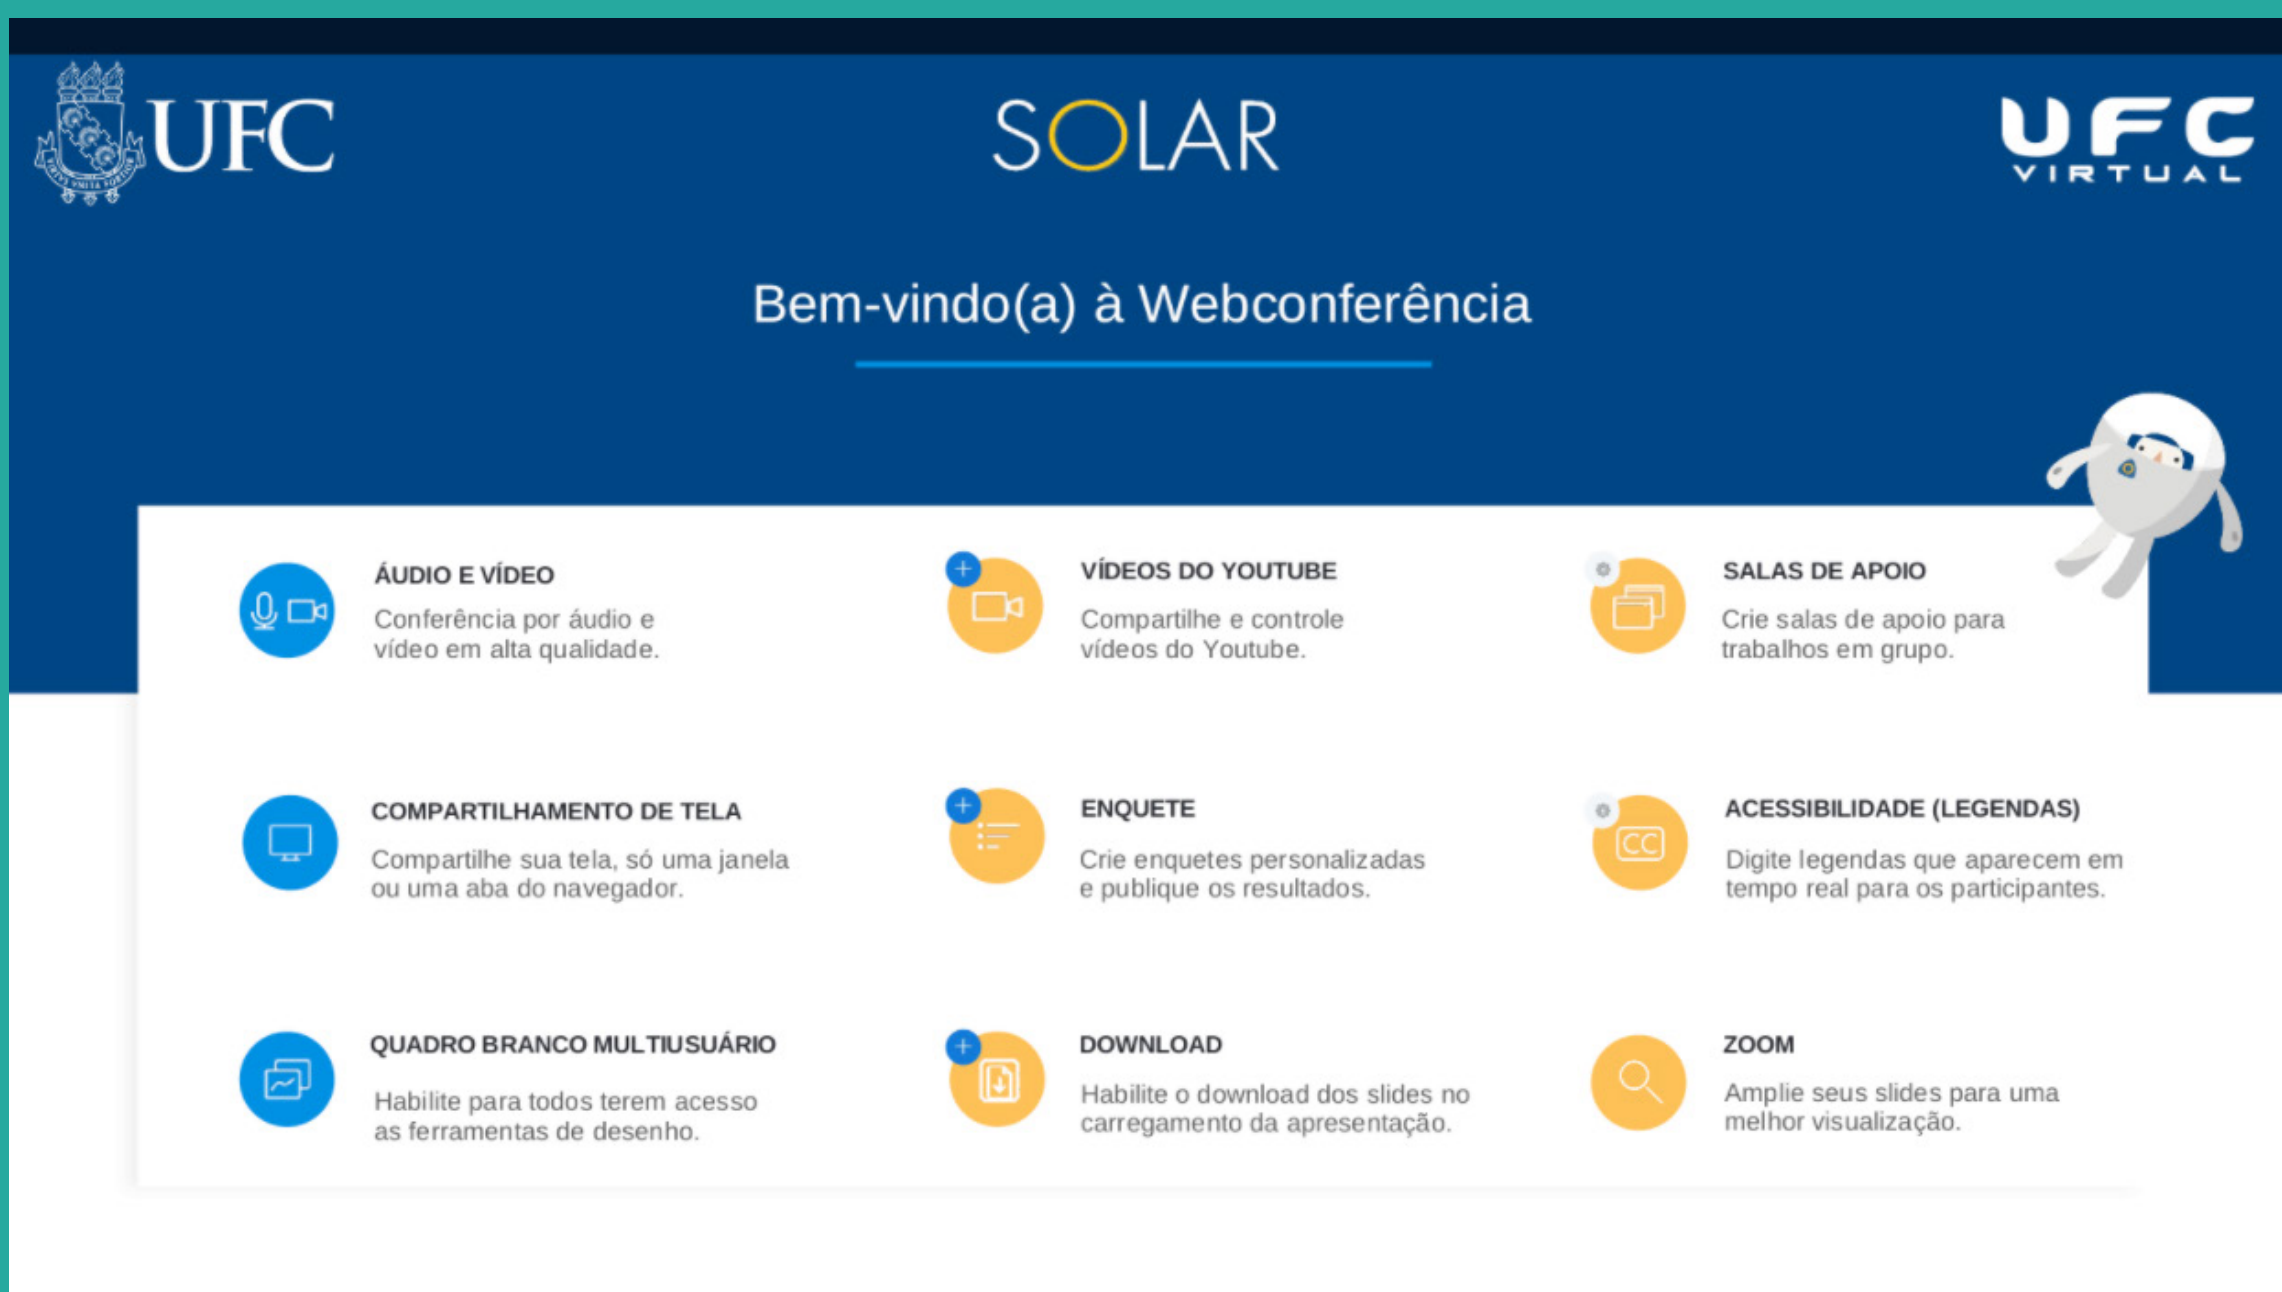 UFC
SOLAR
UFC
VIRTUAL
Bem-vindo(a) à Webconferência
ÁUDIO E VÍDEO
Conferência por áudio e
vídeo em alta qualidade.
VÍDEOS DO YOUTUBE
Compartilhe e controle
vídeos do Youtube.
SALAS DE APOIO
Crie salas de apoio para
trabalhos em grupo.
COMPARTILHAMENTO DE TELA
Compartilhe sua tela, só uma janela
ou uma aba do navegador.
ENQUETE
Crie enquetes personalizadas
e publique os resultados.
CC
ACESSIBILIDADE (LEGENDAS)
Digite legendas que aparecem em
tempo real para os participantes.
QUADRO BRANCO MULTIUSUÁRIO
Habilite para todos terem acesso
as ferramentas de desenho.
DOWNLOAD
Habilite o download dos slides no
carregamento da apresentação.
ZOOM
Amplie seus slides para uma
melhor visualização.